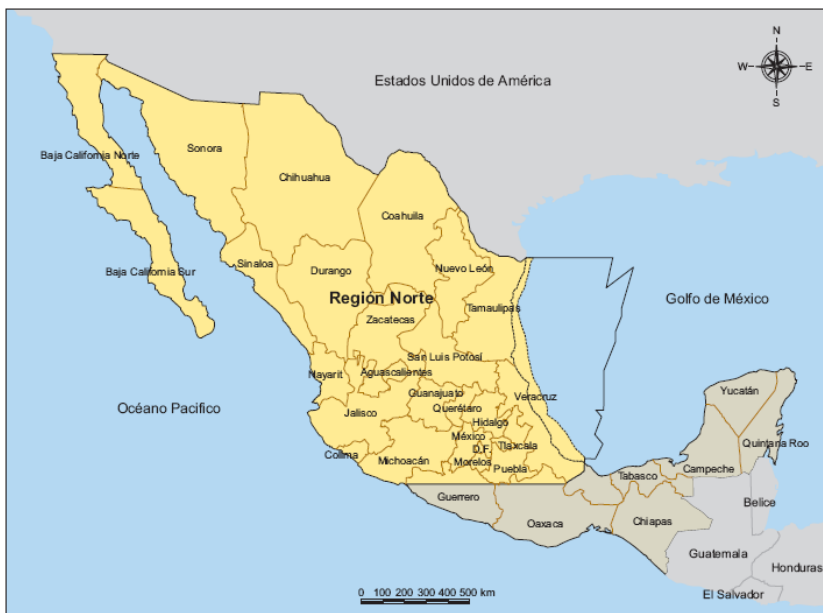 N
Estados Unidos de América
W E
S
Sonora
Baja California Norte
Chihuahua
Coahuila
Sinaloa
Durango
Nuevo León
Baja California Sur
Región Norte
Golfo de México
Tamaulipas
Zacatecas
San Luis Potosí
Nayarit
Aguascalientes
Yucatán
Guanajuato
Veracruz
Océano Pacifico
Jalisco
Querétaro
Hidalgo
México
Quintana Roo
D.F.
Tlaxcala
Colima
Michoacán
Morelos
Puebla
Campeche
Tabasco
Guerrero
Belice
Oaxaca
Chiapas
Guatemala
Honduras
El Salvador
0 100 200 300 400 500 km